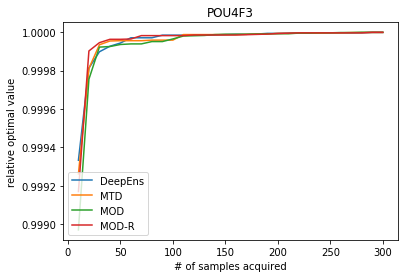 POU4F3
relative optimal value
1.0000
0.9998
0.9996
0.9994
0.9992
0.9990
DeepEns
MTD
MOD
MOD-R
0 50 100 150 200 250 300
# of samples acquired